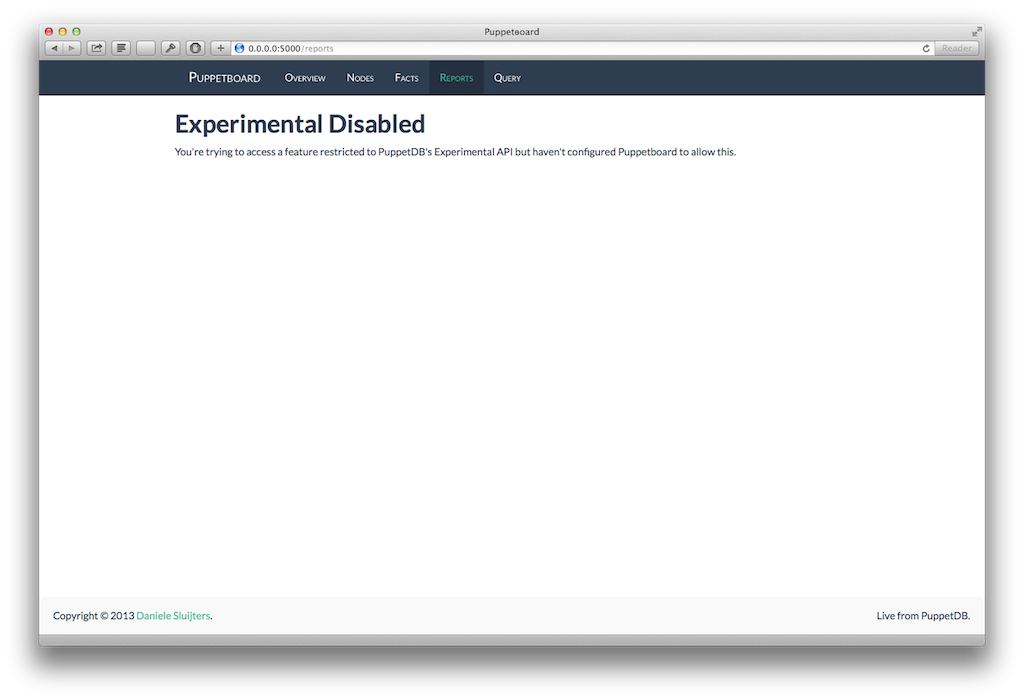 Puppetboard
0.0.0.0:5000/reports
Reader
Puppetboard Overview Nodes Facts Reports Query
Experimental Disabled
You're trying to access a feature restricted to PuppetDB's Experimental API but haven't configured Puppetboard to allow this.
Copyright © 2013 Daniele Sluijters.
Live from PuppetDB.